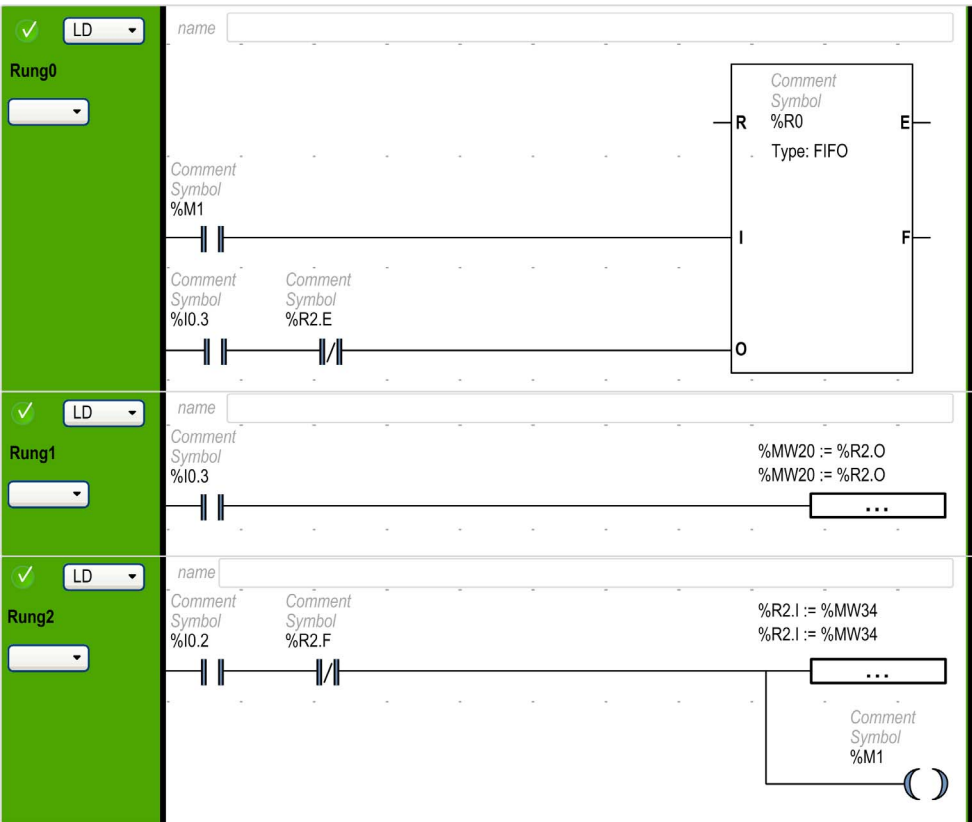 LD
name
Rung0
Comment
Symbol
%R0
R
E
Type: FIFO
Comment
Symbol
%M1
I
F
Comment
Symbol
%I0.3
Comment
Symbol
%R2.E
O
LD
name
Rung1
Comment
Symbol
%I0.3
%MW20 := %R2.O
%MW20 := %R2.O
...
LD
name
Rung2
Comment
Symbol
%I0.2
Comment
Symbol
%R2.F
%R2.I := %MW34
%R2.I := %MW34
...
Comment
Symbol
%M1